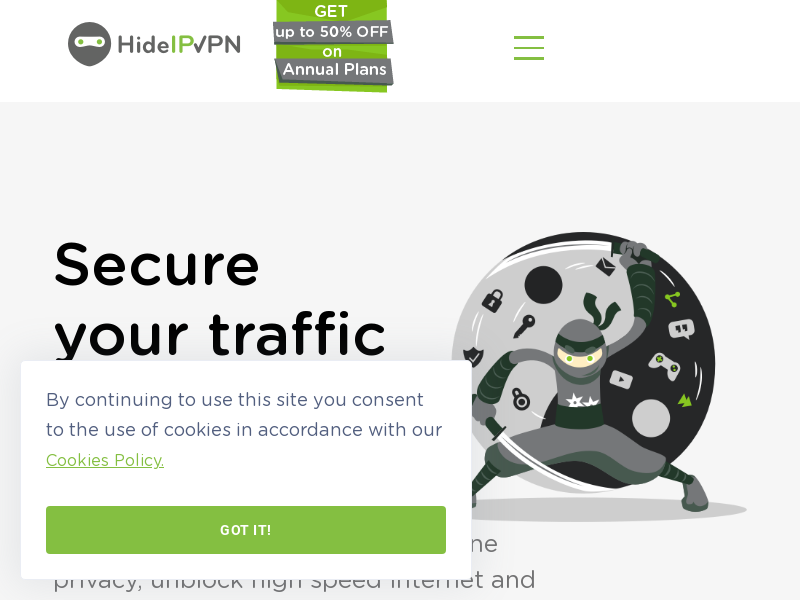 HideIPVPN
GET
up to 50% OFF
on
Annual Plans
Secure
your traffic
By continuing to use this site you consent
to the use of cookies in accordance with our
Cookies Policy.
GOT IT!
privacy, unblock high speed internet and